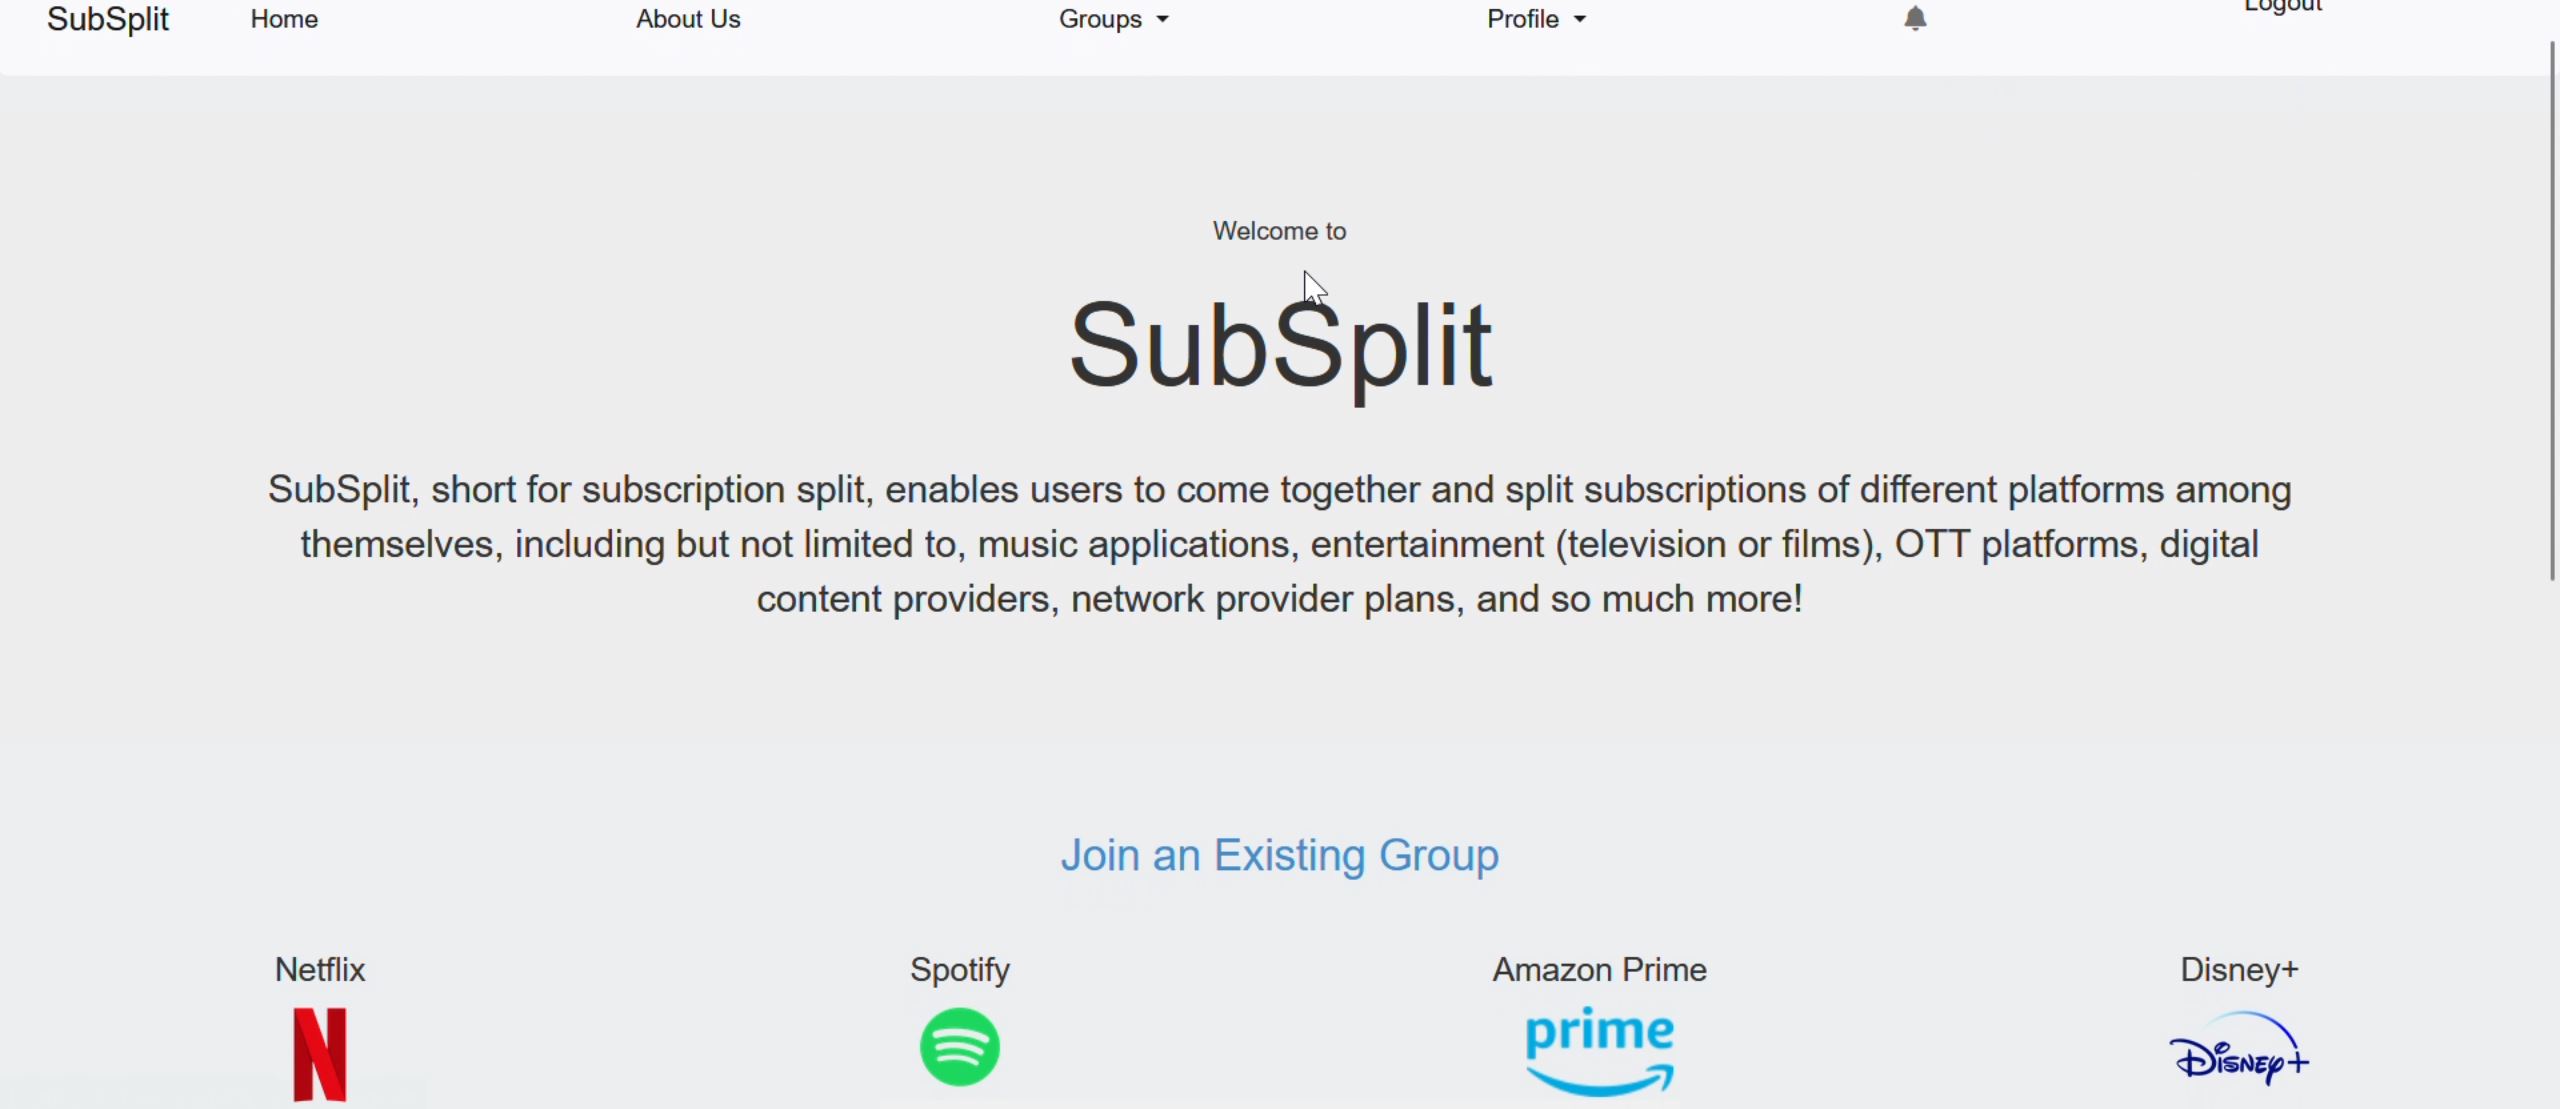 SubSplit Home About Us Groups Profile Logout
Welcome to
SubSplit
SubSplit, short for subscription split, enables users to come together and split subscriptions of different platforms among
themselves, including but not limited to, music applications, entertainment (television or films), OTT platforms, digital
content providers, network provider plans, and so much more!
Join an Existing Group
Netflix Spotify Amazon Prime Disney+
N prime Disney+